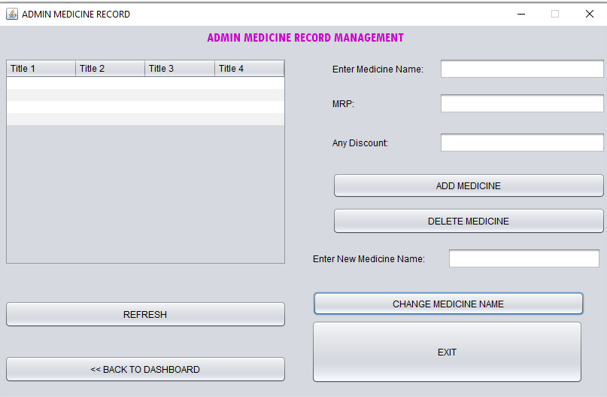 ADMIN MEDICINE RECORD
ADMIN MEDICINE RECORD MANAGEMENT
Title 1 Title 2 Title 3 Title 4
Enter Medicine Name:
MRP:
Any Discount:
ADD MEDICINE
DELETE MEDICINE
Enter New Medicine Name:
CHANGE MEDICINE NAME
REFRESH
EXIT
<< BACK TO DASHBOARD